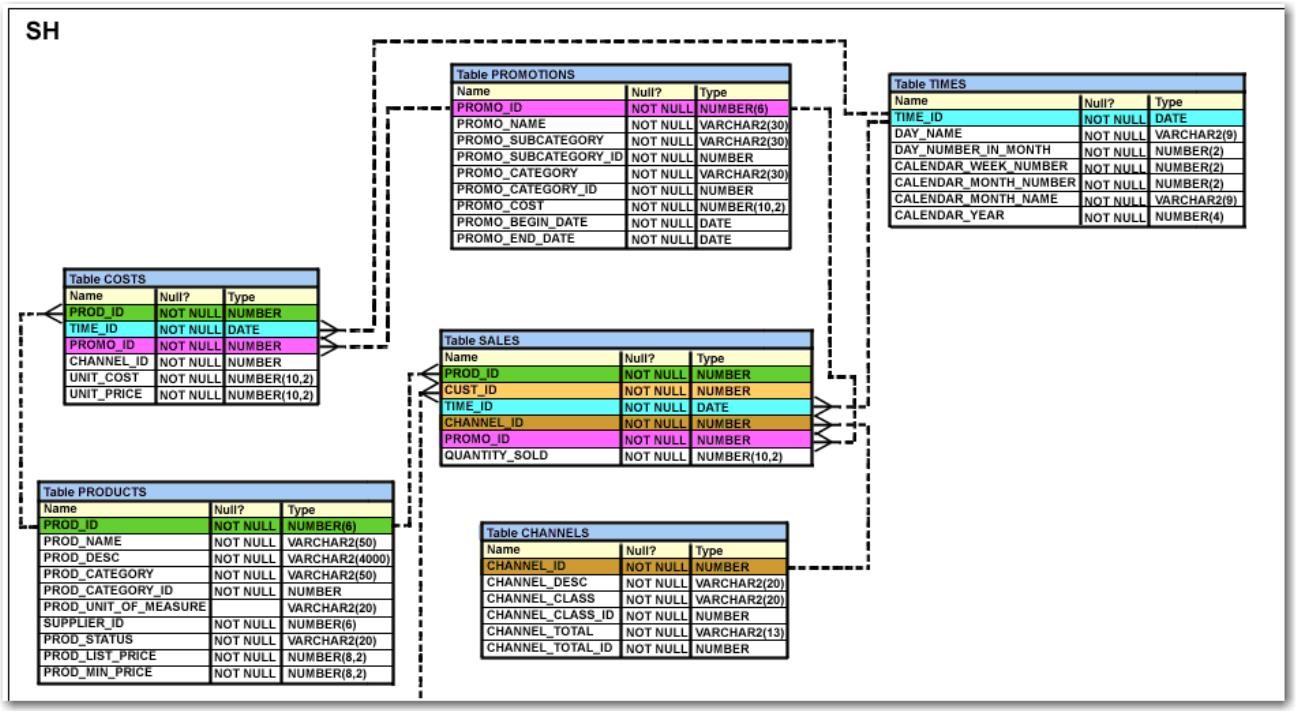 SH
Table PROMOTIONS
Name Null? Type
PROMO_ID NOT NULL NUMBER(6)
PROMO_NAME NOT NULL VARCHAR2(30)
PROMO_SUBCATEGORY NOT NULL VARCHAR2(30)
PROMO_SUBCATEGORY_ID NOT NULL NUMBER
PROMO_CATEGORY NOT NULL VARCHAR2(30)
PROMO_CATEGORY_ID NOT NULL NUMBER
PROMO_COST NOT NULL NUMBER(10,2)
PROMO_BEGIN_DATE NOT NULL DATE
PROMO_END_DATE NOT NULL DATE
Table TIMES
Name Null? Type
TIME_ID NOT NULL DATE
DAY_NAME NOT NULL VARCHAR2(9)
DAY_NUMBER_IN_MONTH NOT NULL NUMBER(2)
CALENDAR_WEEK_NUMBER NOT NULL NUMBER(2)
CALENDAR_MONTH_NUMBER NOT NULL NUMBER(2)
CALENDAR_MONTH_NAME NOT NULL VARCHAR2(9)
CALENDAR_YEAR NOT NULL NUMBER(4)
Table COSTS
Name Null? Type
PROD_ID NOT NULL NUMBER
TIME_ID NOT NULL DATE
PROMO_ID NOT NULL NUMBER
CHANNEL_ID NOT NULL NUMBER
UNIT_COST NOT NULL NUMBER(10,2)
UNIT_PRICE NOT NULL NUMBER(10,2)
Table SALES
Name Null? Type
PROD_ID NOT NULL NUMBER
CUST_ID NOT NULL NUMBER
TIME_ID NOT NULL DATE
CHANNEL_ID NOT NULL NUMBER
PROMO_ID NOT NULL NUMBER
QUANTITY_SOLD NOT NULL NUMBER(10,2)
Table PRODUCTS
Name Null? Type
PROD_ID NOT NULL NUMBER(6)
PROD_NAME NOT NULL VARCHAR2(50)
PROD_DESC NOT NULL VARCHAR2(4000)
PROD_CATEGORY NOT NULL VARCHAR2(50)
PROD_CATEGORY_ID NOT NULL NUMBER
PROD_UNIT_OF_MEASURE VARCHAR2(20)
SUPPLIER_ID NOT NULL NUMBER(6)
PROD_STATUS NOT NULL VARCHAR2(20)
PROD_LIST_PRICE NOT NULL NUMBER(8,2)
PROD_MIN_PRICE NOT NULL NUMBER(8,2)
Table CHANNELS
Name Null? Type
CHANNEL_ID NOT NULL NUMBER
CHANNEL_DESC NOT NULL VARCHAR2(20)
CHANNEL_CLASS NOT NULL VARCHAR2(20)
CHANNEL_CLASS_ID NOT NULL NUMBER
CHANNEL_TOTAL NOT NULL VARCHAR2(13)
CHANNEL_TOTAL_ID NOT NULL NUMBER